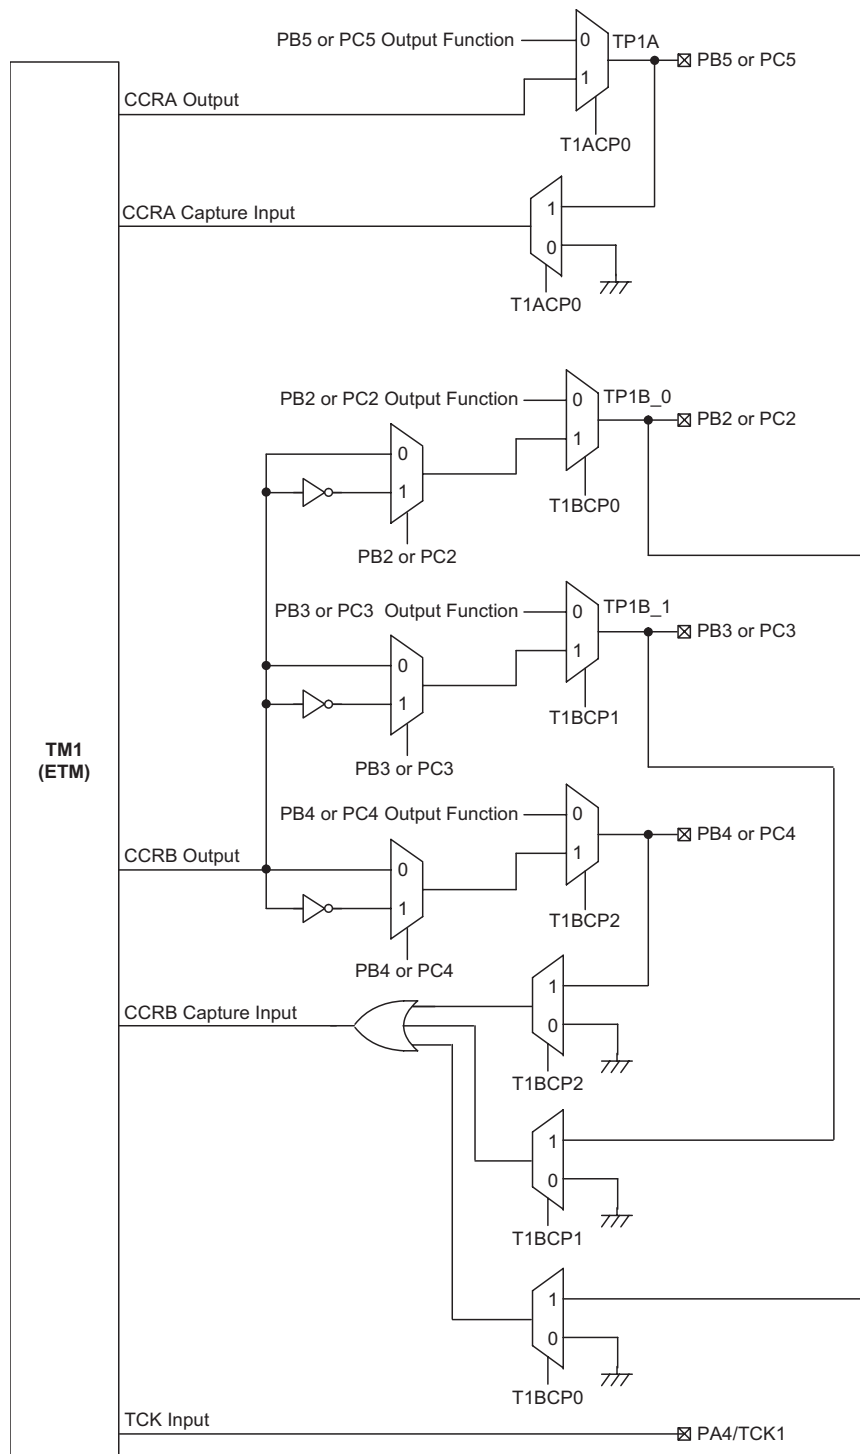 PB5 or PC5 Output Function
0
TP1A
PB5 or PC5
1
CCRA Output
T1ACP0
CCRA Capture Input
1
0
T1ACP0
PB2 or PC2 Output Function
0
TP1B_0
PB2 or PC2
1
0
1
T1BCP0
PB2 or PC2
PB3 or PC3 Output Function
0
TP1B_1
PB3 or PC3
1
0
1
T1BCP1
PB3 or PC3
TM1
(ETM)
PB4 or PC4 Output Function
0
PB4 or PC4
1
CCRB Output
0
1
T1BCP2
PB4 or PC4
1
CCRB Capture Input
0
T1BCP2
1
0
T1BCP1
1
0
T1BCP0
TCK Input
PA4/TCK1